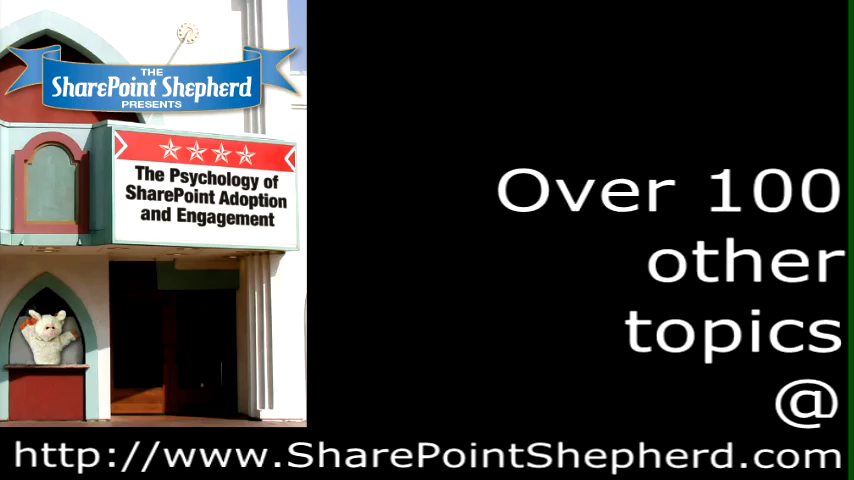 THE
SharePoint Shepherd
PRESENTS
The Psychology of
SharePoint Adoption
and Engagement
Over 100
other
topics
@
http://www.SharePointShepherd.com